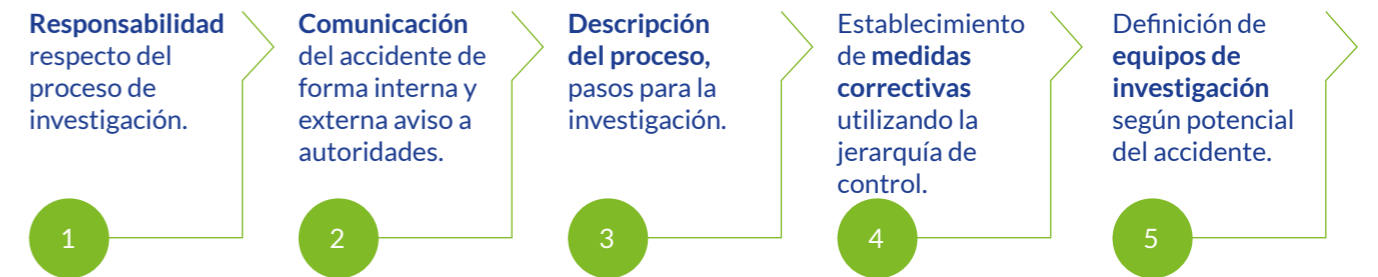 Responsabilidad
respecto del
proceso de
investigación.
1
Comunicación
del accidente de
forma interna y
externa aviso a
autoridades.
2
Descripción
del proceso,
pasos para la
investigación.
3
Establecimiento
de medidas
correctivas
utilizando la
jerarquía de
control.
4
Definición de
equipos de
investigación
según potencial
del accidente.
5